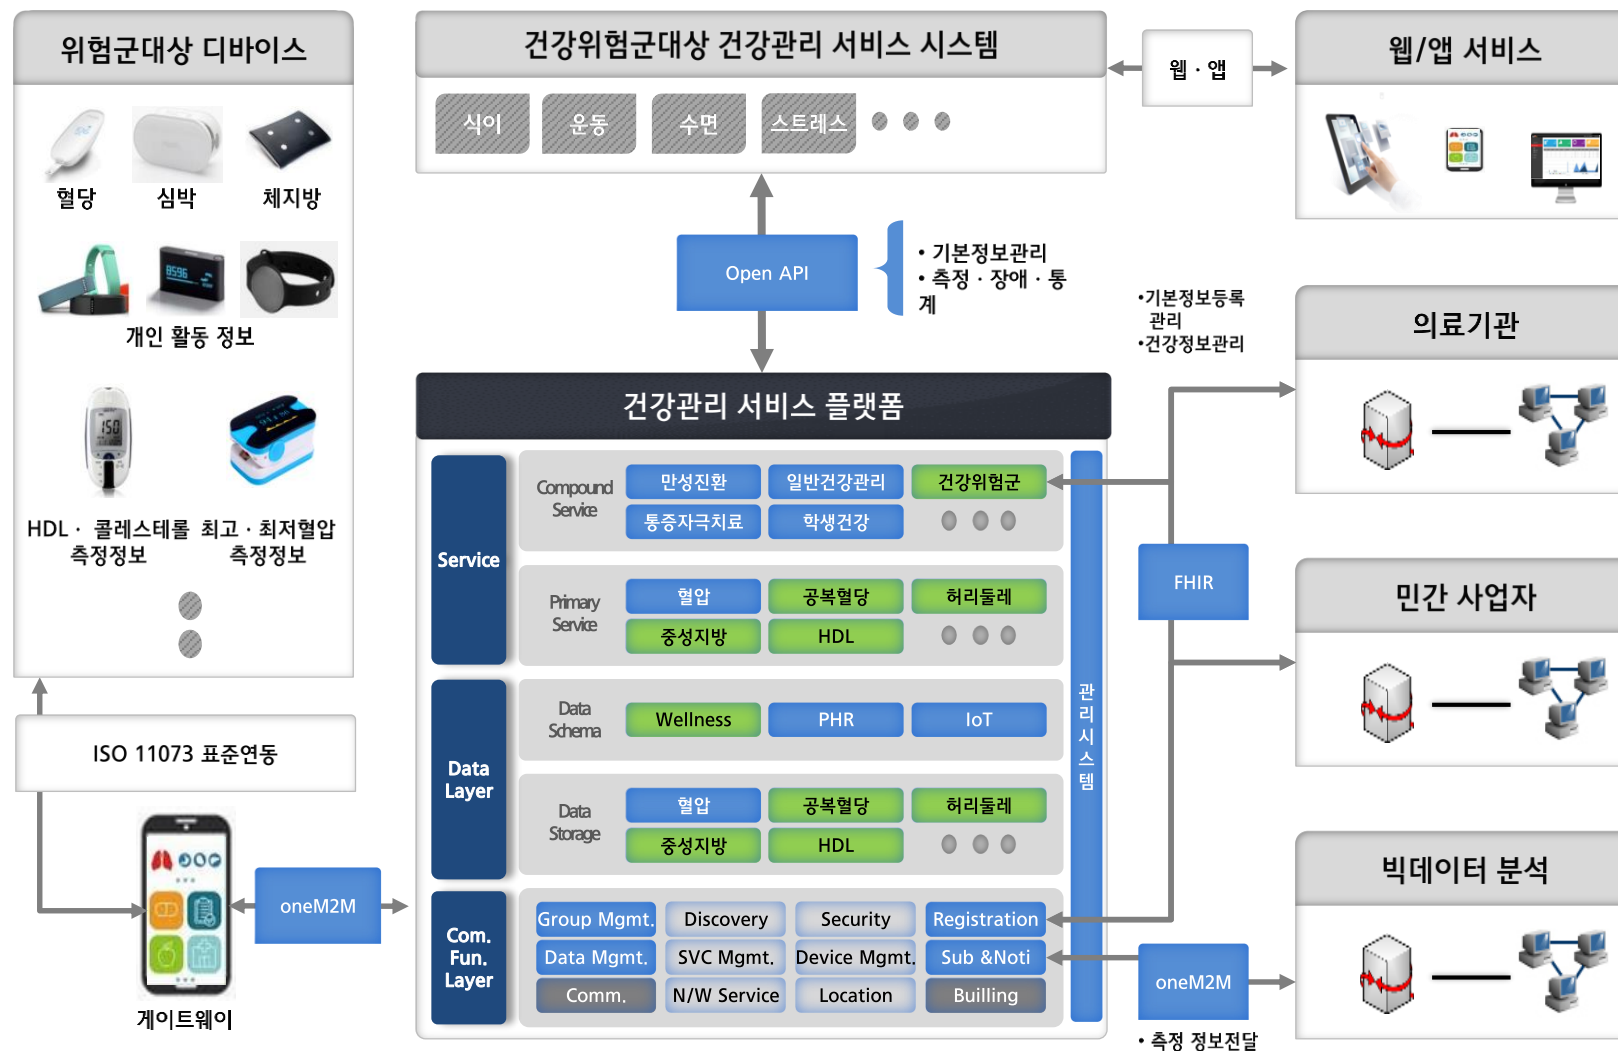 위험군대상 디바이스
혈당
심박
체지방
8596
개인 활동 정보
150
HDL · 콜레스테롤
측정정보
최고 · 최저혈압
측정정보
ISO 11073 표준연동
게이트웨이
oneM2M
건강위험군대상 건강관리 서비스 시스템
식이
운동
수면
스트레스
웹 · 앱
웹/앱 서비스
Open API
• 기본정보관리
• 측정 · 장애 · 통
계
건강관리 서비스 플랫폼
Service
Compound
Service
만성진환
일반건강관리
건강위험군
통증자극치료
학생건강
Primary
Service
혈압
공복혈당
허리둘레
중성지방
HDL
Data
Layer
Data
Schema
Wellness
PHR
IoT
Data
Storage
혈압
공복혈당
허리둘레
중성지방
HDL
Com.
Fun.
Layer
Group Mgmt.
Discovery
Security
Registration
Data Mgmt.
SVC Mgmt.
Device Mgmt.
Sub &Noti
Comm.
N/W Service
Location
Builling
관
리
시
스
템
•기본정보등록
관리
•건강정보관리
FHIR
oneM2M
• 측정 정보전달
의료기관
민간 사업자
빅데이터 분석